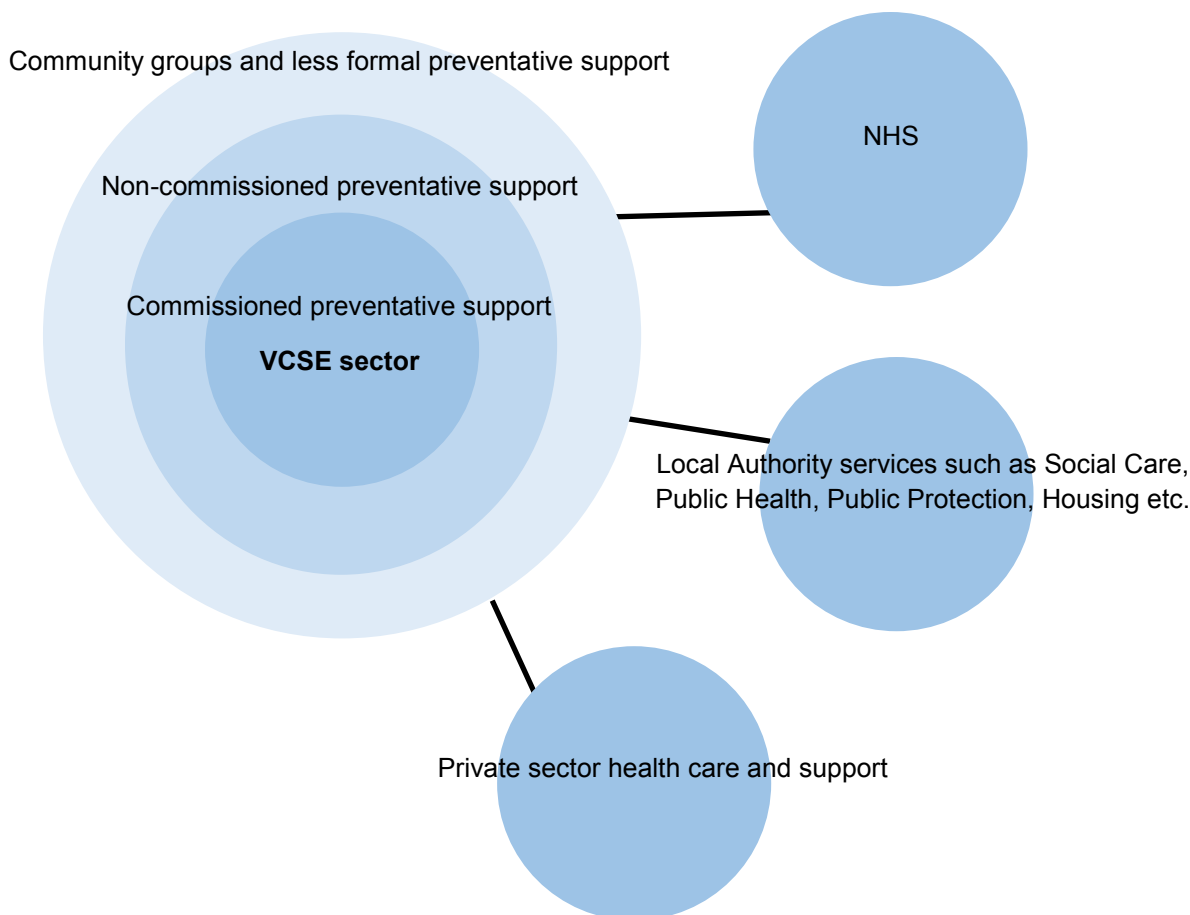 Community groups and less formal preventative support
NHS
Non-commissioned preventative support
Commissioned preventative support
VCSE sector
Local Authority services such as Social Care,
Public Health, Public Protection, Housing etc.
Private sector health care and support